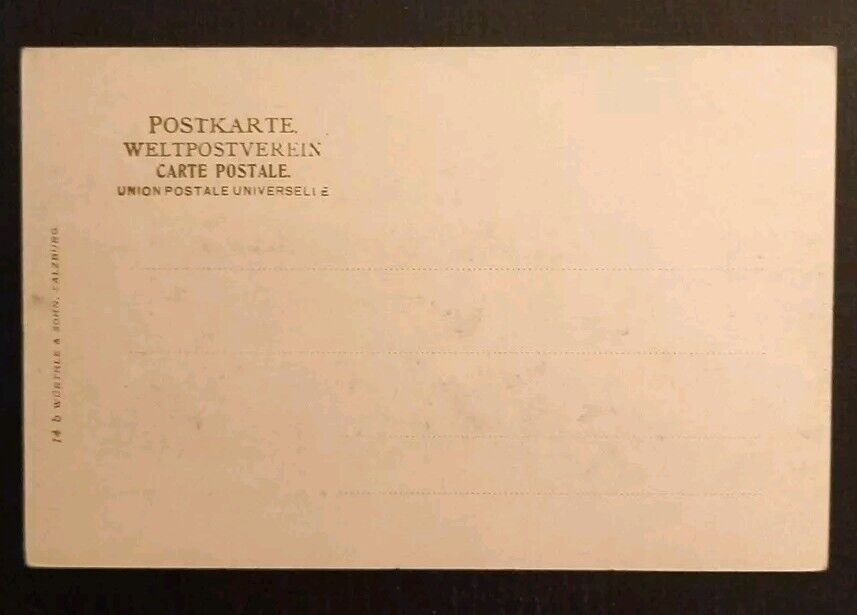 POSTKARTE.
WELTPOSTVEREIN
CARTE POSTALE.
UNION POSTALE UNIVERSELLE
14 b WÜRTHLE & SOHN, SALZBURG.